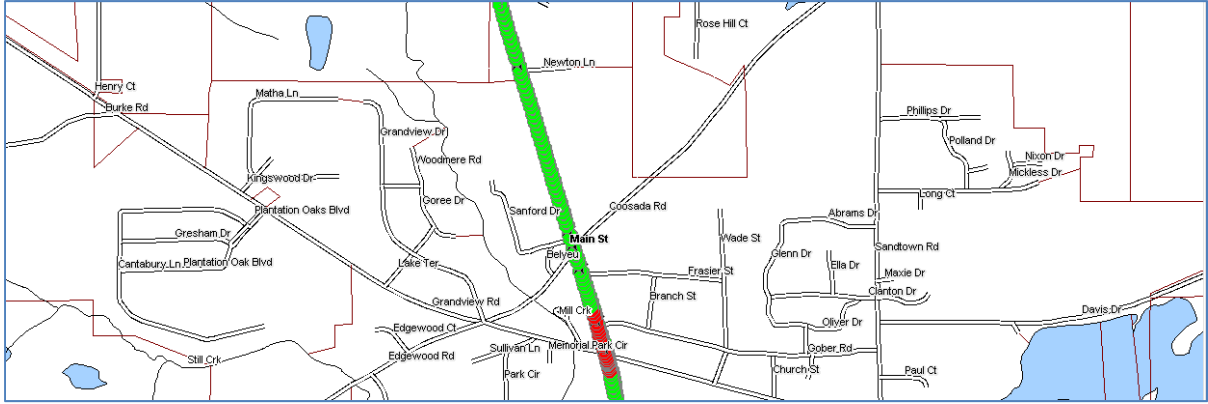 Rose Hill Ct
Newton Ln
Henry Ct
Matha Ln
Burke Rd
Phillips Dr
Grandview Dr
Polland Dr
Woodmere Rd
Nixon Dr
Mickless Dr
Kingswood Dr
Long Ct
Goree Dr
Coosada Rd
Plantation Oaks Blvd
Sanford Dr
Abrams Dr
Gresham Dr
Main St
Wade St
Sandtown Rd
Belyeu
Glenn Dr
Cantabury Ln
Plantation Oak Blvd
Lake Ter
Ella Dr
Frasier St
Maxie Dr
Clanton Dr
Branch St
Grandview Rd
Mill Crk
Davis Dr
Edgewood Ct
Oliver Dr
Sullivan Ln
Memorial Park Cir
Gober Rd
Edgewood Rd
Still Crk
Church St
Paul Ct
Park Cir